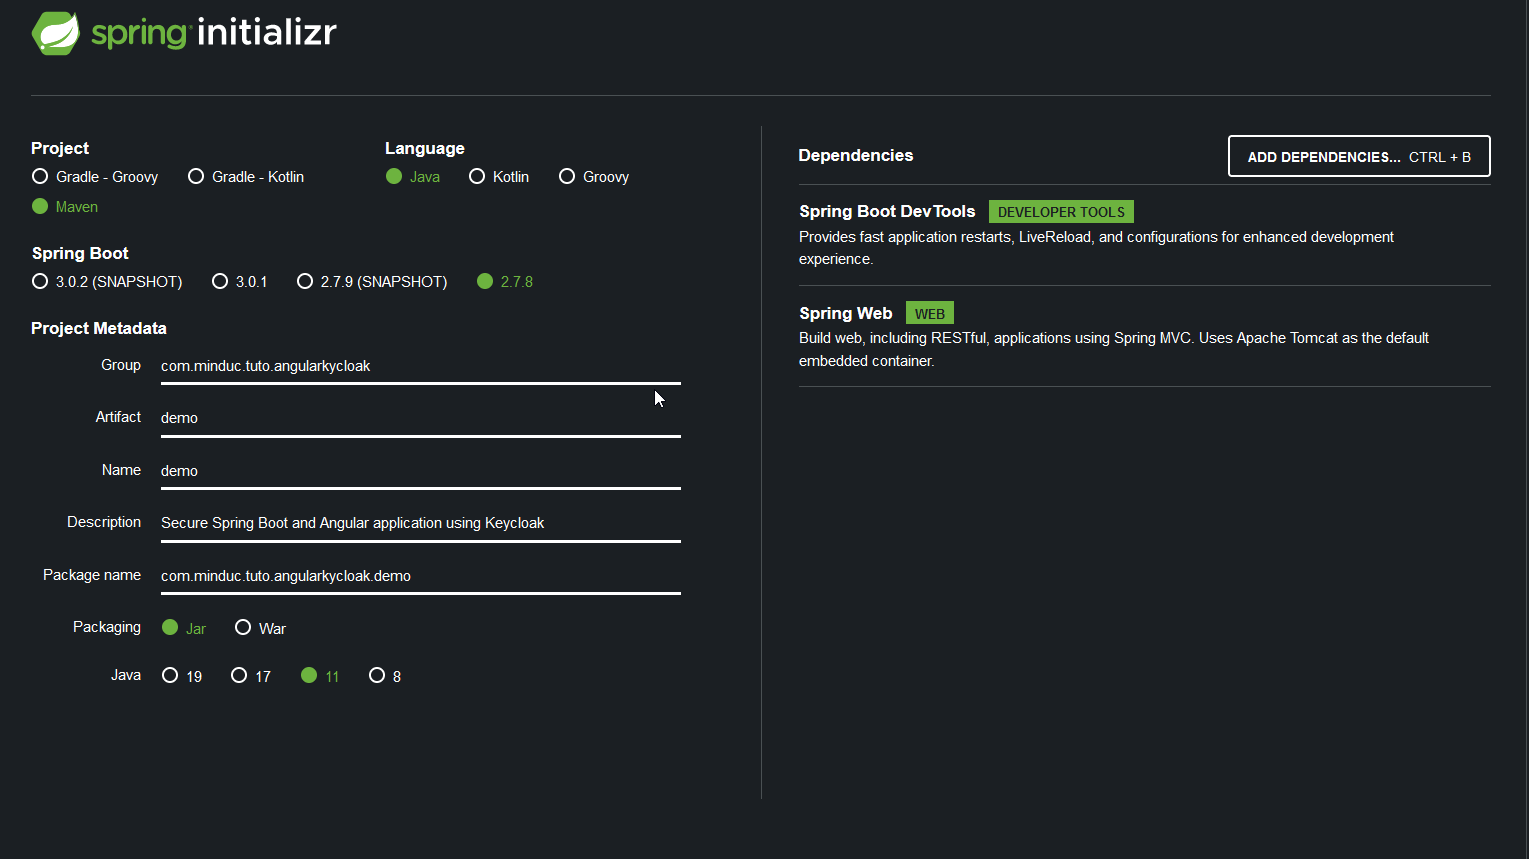 spring initializr
Project
Gradle - Groovy Gradle - Kotlin
Maven
Language
Java Kotlin Groovy
Spring Boot
3.0.2 (SNAPSHOT) 3.0.1 2.7.9 (SNAPSHOT) 2.7.8
Project Metadata
Group com.minduc.tuto.angularkycloak
Artifact demo
Name demo
Description Secure Spring Boot and Angular application using Keycloak
Package name com.minduc.tuto.angularkycloak.demo
Packaging Jar War
Java 19 17 11 8
Dependencies
ADD DEPENDENCIES... CTRL + B
Spring Boot DevTools DEVELOPER TOOLS
Provides fast application restarts, LiveReload, and configurations for enhanced development
experience.
Spring Web WEB
Build web, including RESTful, applications using Spring MVC. Uses Apache Tomcat as the default
embedded container.